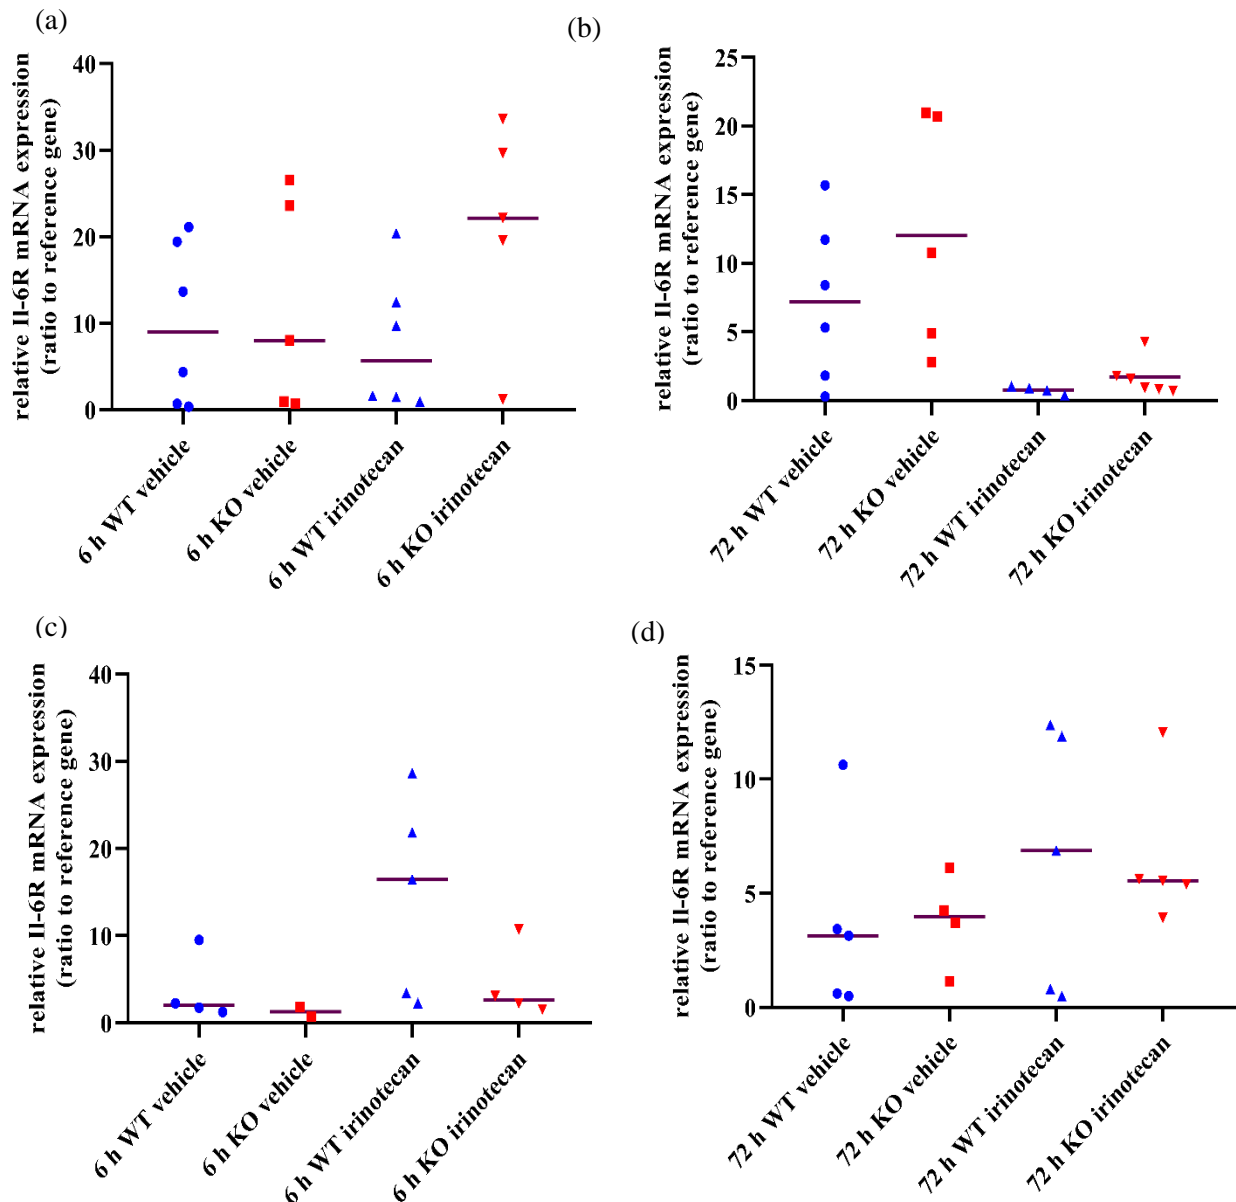 (a)
relative Il-6R mRNA expression
(ratio to reference gene)
40
30
20
10
0
6 h WT vehicle
6 h KO vehicle
6 h WT irinotecan
6 h KO irinotecan
(b)
relative Il-6R mRNA expression
(ratio to reference gene)
25
20
15
10
5
0
72 h WT vehicle
72 h KO vehicle
72 h WT irinotecan
72 h KO irinotecan
(c)
relative Il-6R mRNA expression
(ratio to reference gene)
40
30
20
10
0
6 h WT vehicle
6 h KO vehicle
6 h WT irinotecan
6 h KO irinotecan
(d)
relative Il-6R mRNA expression
(ratio to reference gene)
15
10
5
0
72 h WT vehicle
72 h KO vehicle
72 h WT irinotecan
72 h KO irinotecan